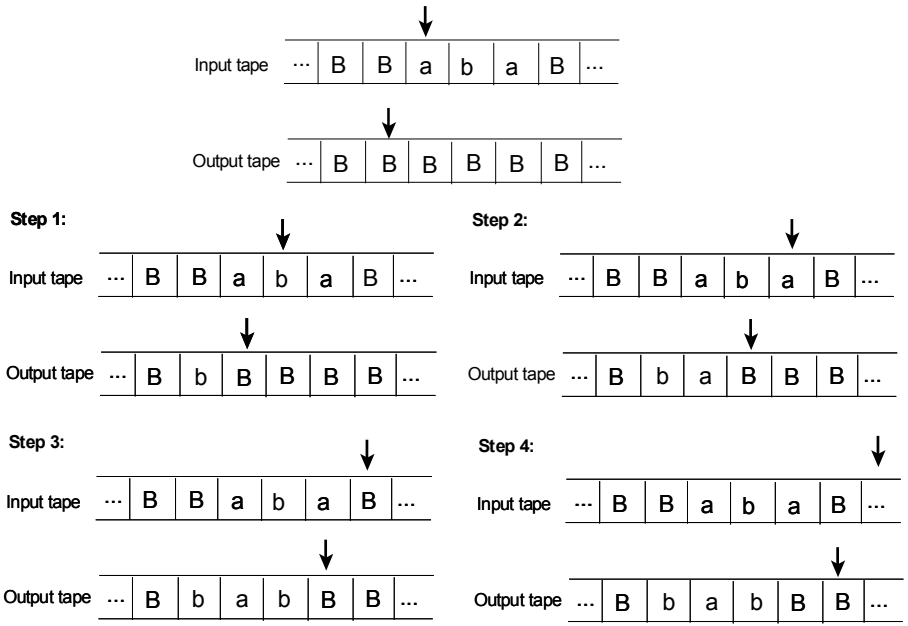 Input tape ... B B a b a B ...
Output tape ... B B B B B B ...
Step 1:
Input tape ... B B a b a B ...
Output tape ... B b B B B B ...
Step 2:
Input tape ... B B a b a B ...
Output tape ... B b a B B B ...
Step 3:
Input tape ... B B a b a B ...
Output tape ... B b a b B B ...
Step 4:
Input tape ... B B a b a B ...
Output tape ... B b a b B B ...